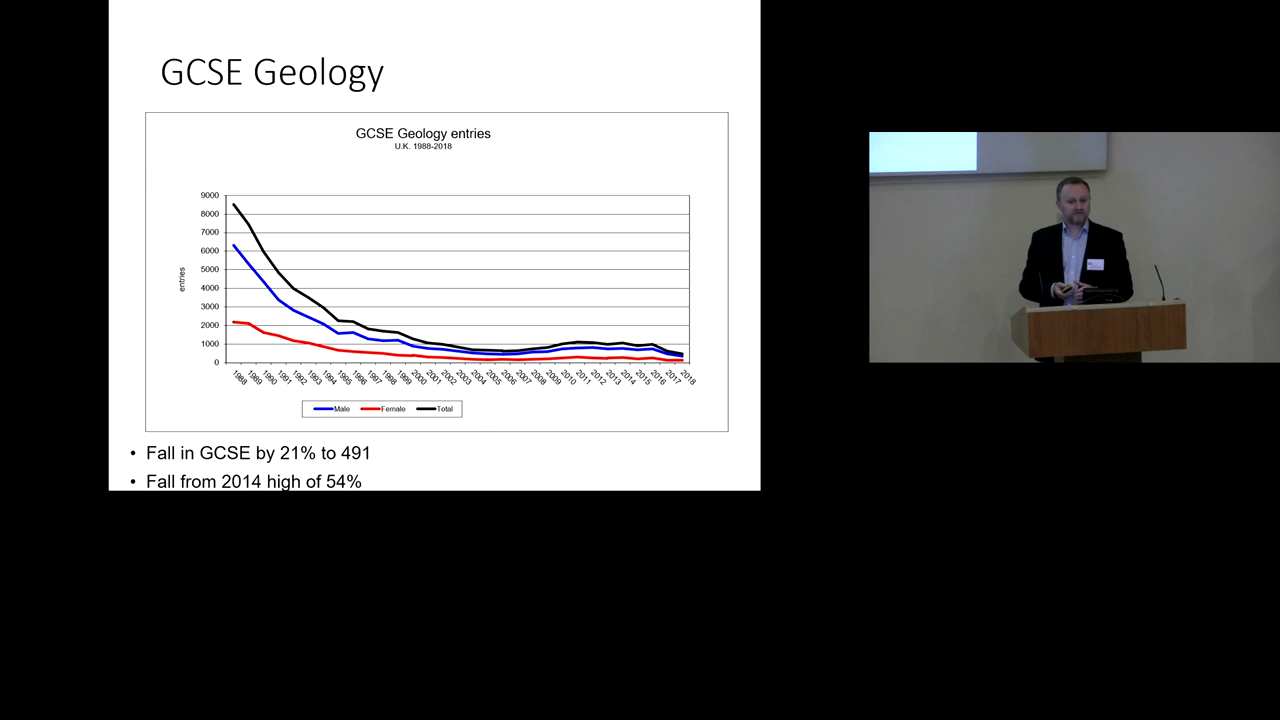 GCSE Geology
GCSE Geology entries
U.K. 1988-2018
9000
8000
7000
6000
5000
4000
3000
2000
1000
0
entries
1988 1989 1990 1991 1992 1993 1994 1995 1996 1997 1998 1999 2000 2001 2002 2003 2004 2005 2006 2007 2008 2009 2010 2011 2012 2013 2014 2015 2016 2017 2018
Male Female Total
• Fall in GCSE by 21% to 491
• Fall from 2014 high of 54%